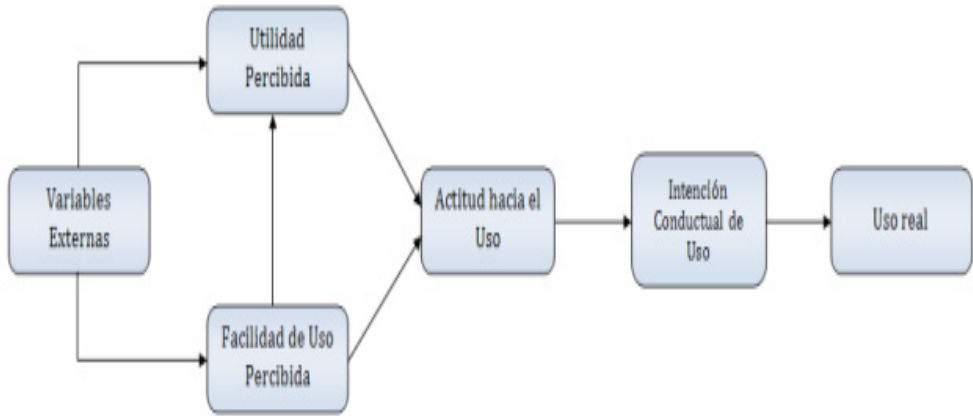 Utilidad
Percibida
Variables
Externas
Actitud hacia el
Uso
Intención
Conductual de
Uso
Uso real
Facilidad de Uso
Percibida